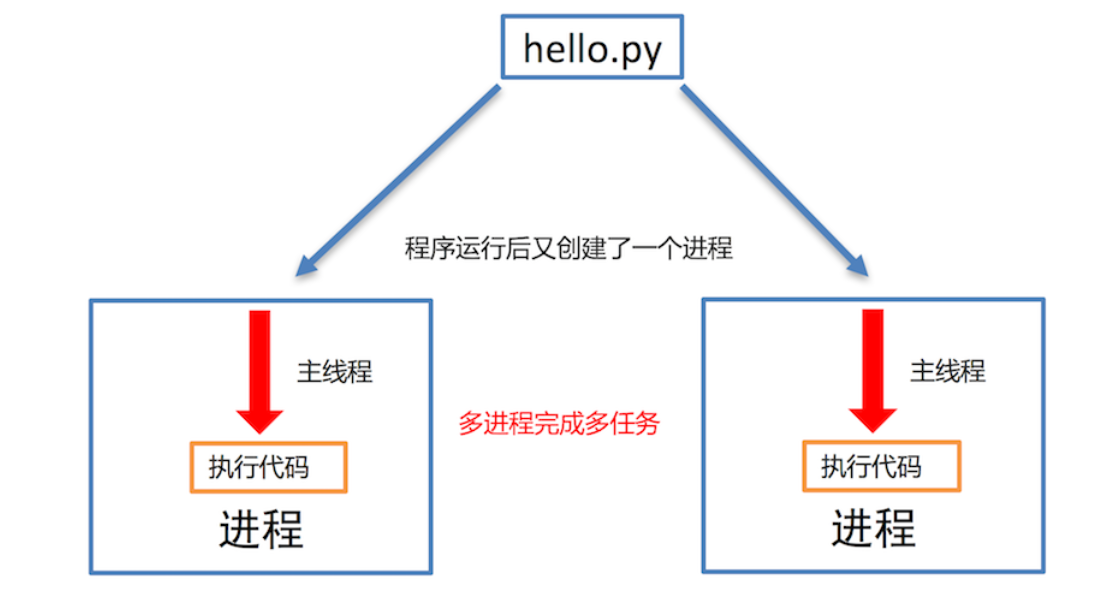 hello.py
程序运行后又创建了一个进程
主线程
主线程
多进程完成多任务
执行代码
执行代码
进程
进程